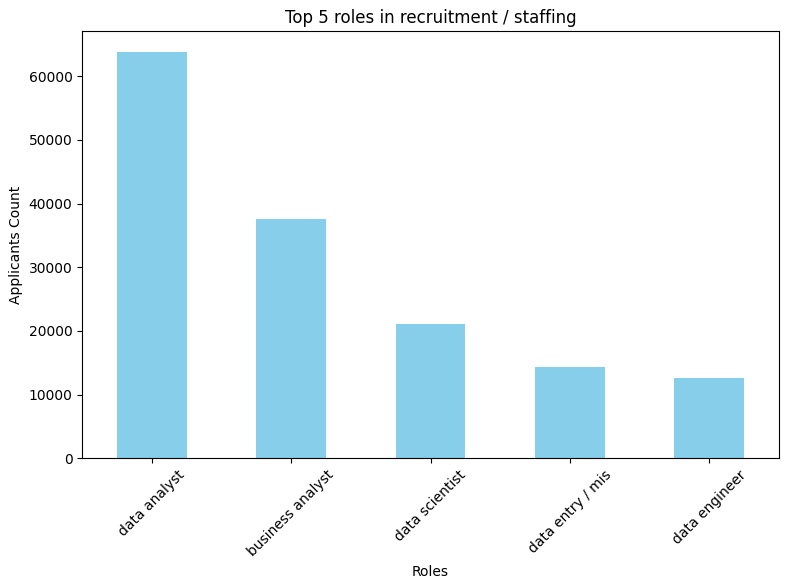 Top 5 roles in recruitment / staffing
Applicants Count
60000
50000
40000
30000
20000
10000
0
data analyst
business analyst
data scientist
data entry / mis
data engineer
Roles